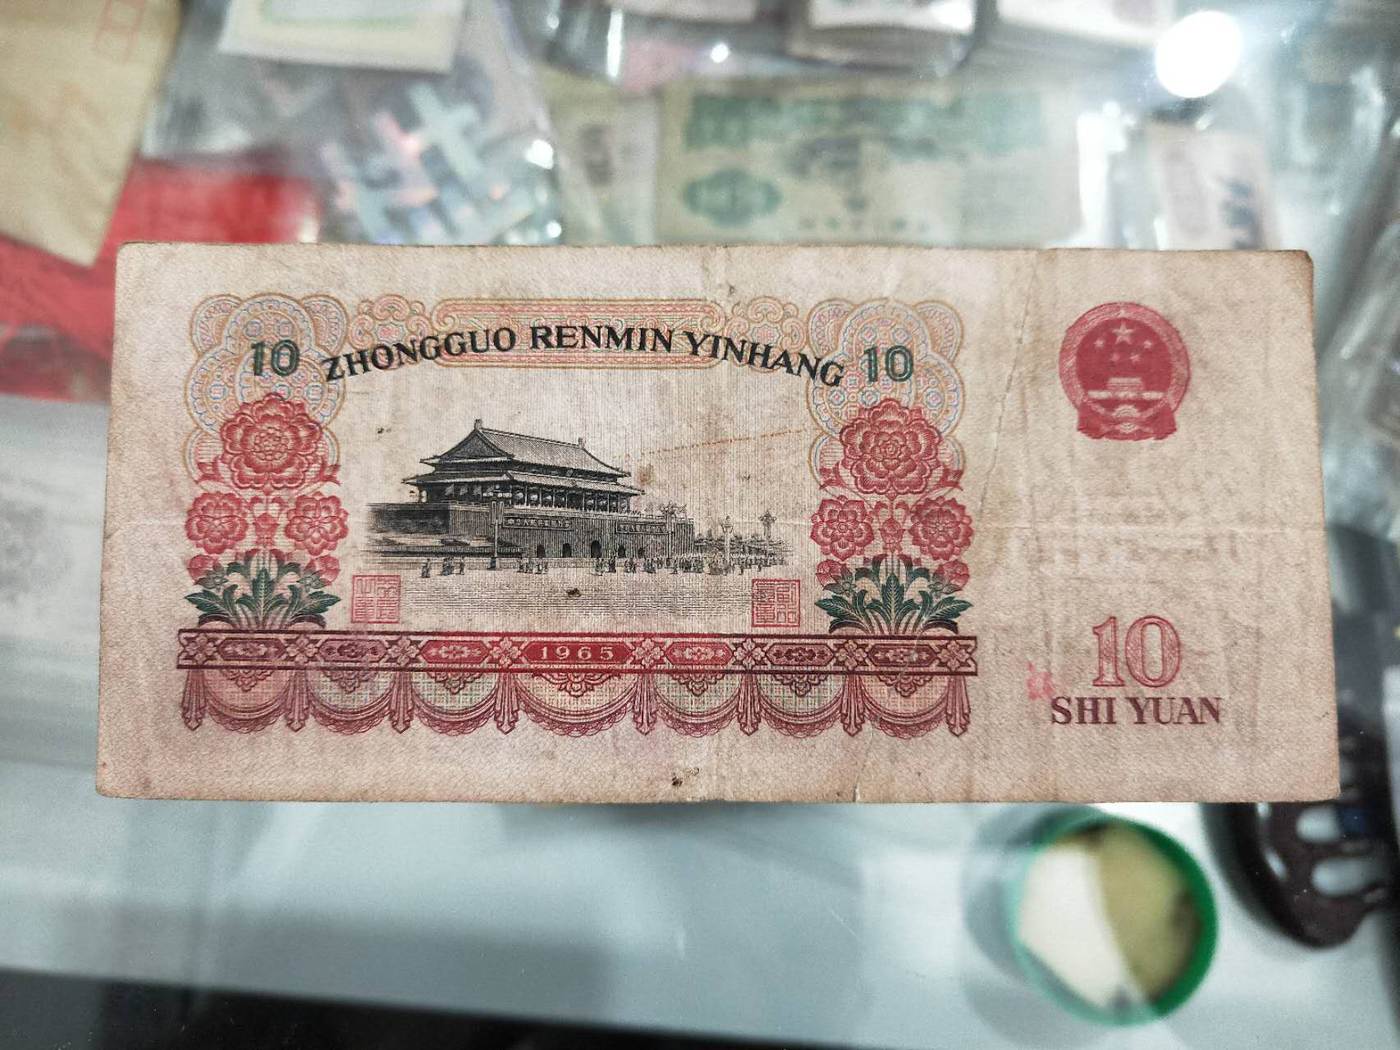 10 ZHONGGUO RENMIN YINHANG 10
1965
10
SHI YUAN